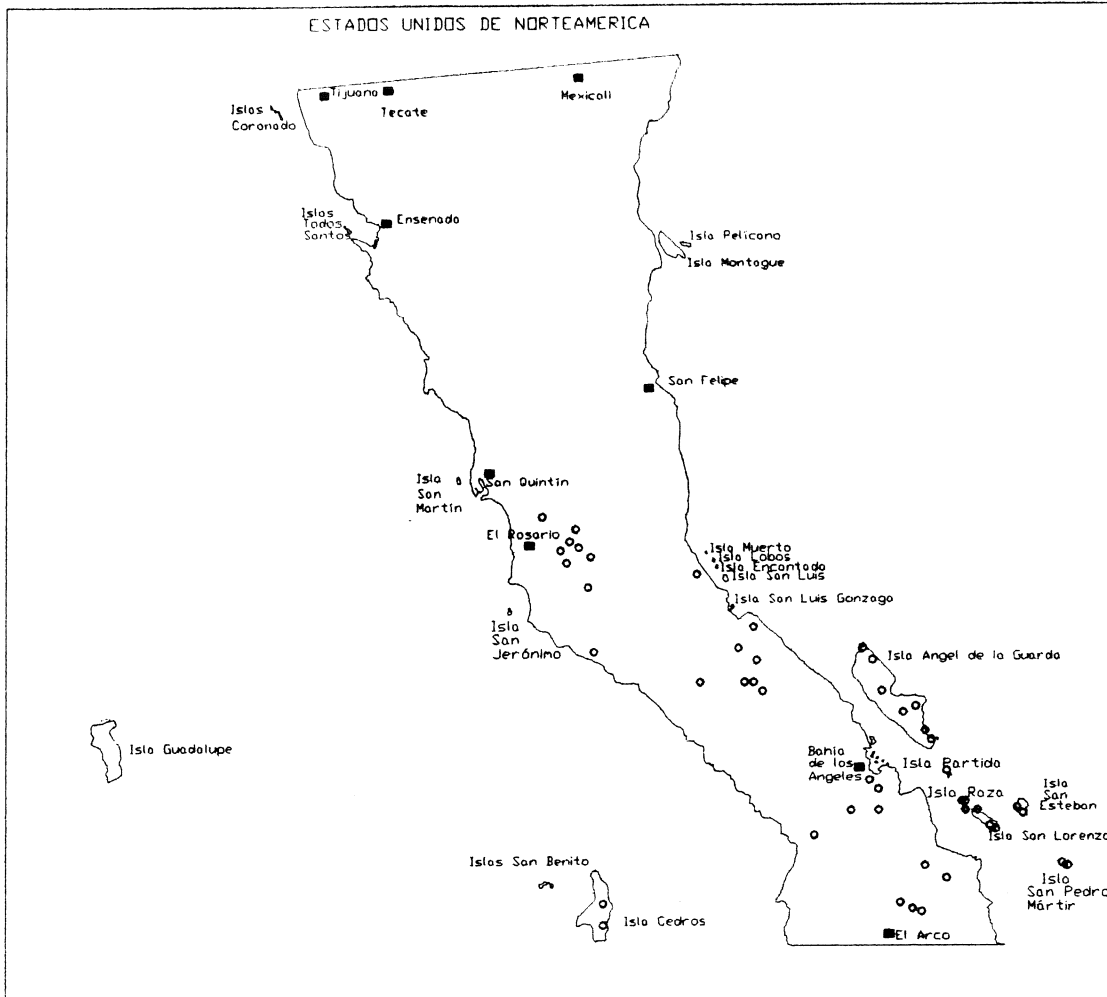 ESTADOS UNIDOS DE NORTEAMERICA
Tijuana
Tecate
Mexicali
Islas
Coronado
Islas
Todos
Santos
Ensenada
Isla Pelicano
Isla Montague
San Felipe
Isla
San
Martín
San Quintín
El Rosario
Isla Muerto
Isla Lobos
Isla Encantada
Isla San Luis
Isla San Luis Gonzaga
Isla
San
Jerónimo
Isla Angel de la Guarda
Isla Guadalupe
Bahia
de los
Angeles
Isla Partida
Isla Raza
Isla
San
Esteban
Isla San Lorenzo
Islas San Benito
Isla Cedros
Isla
San Pedro
Mártir
El Arco